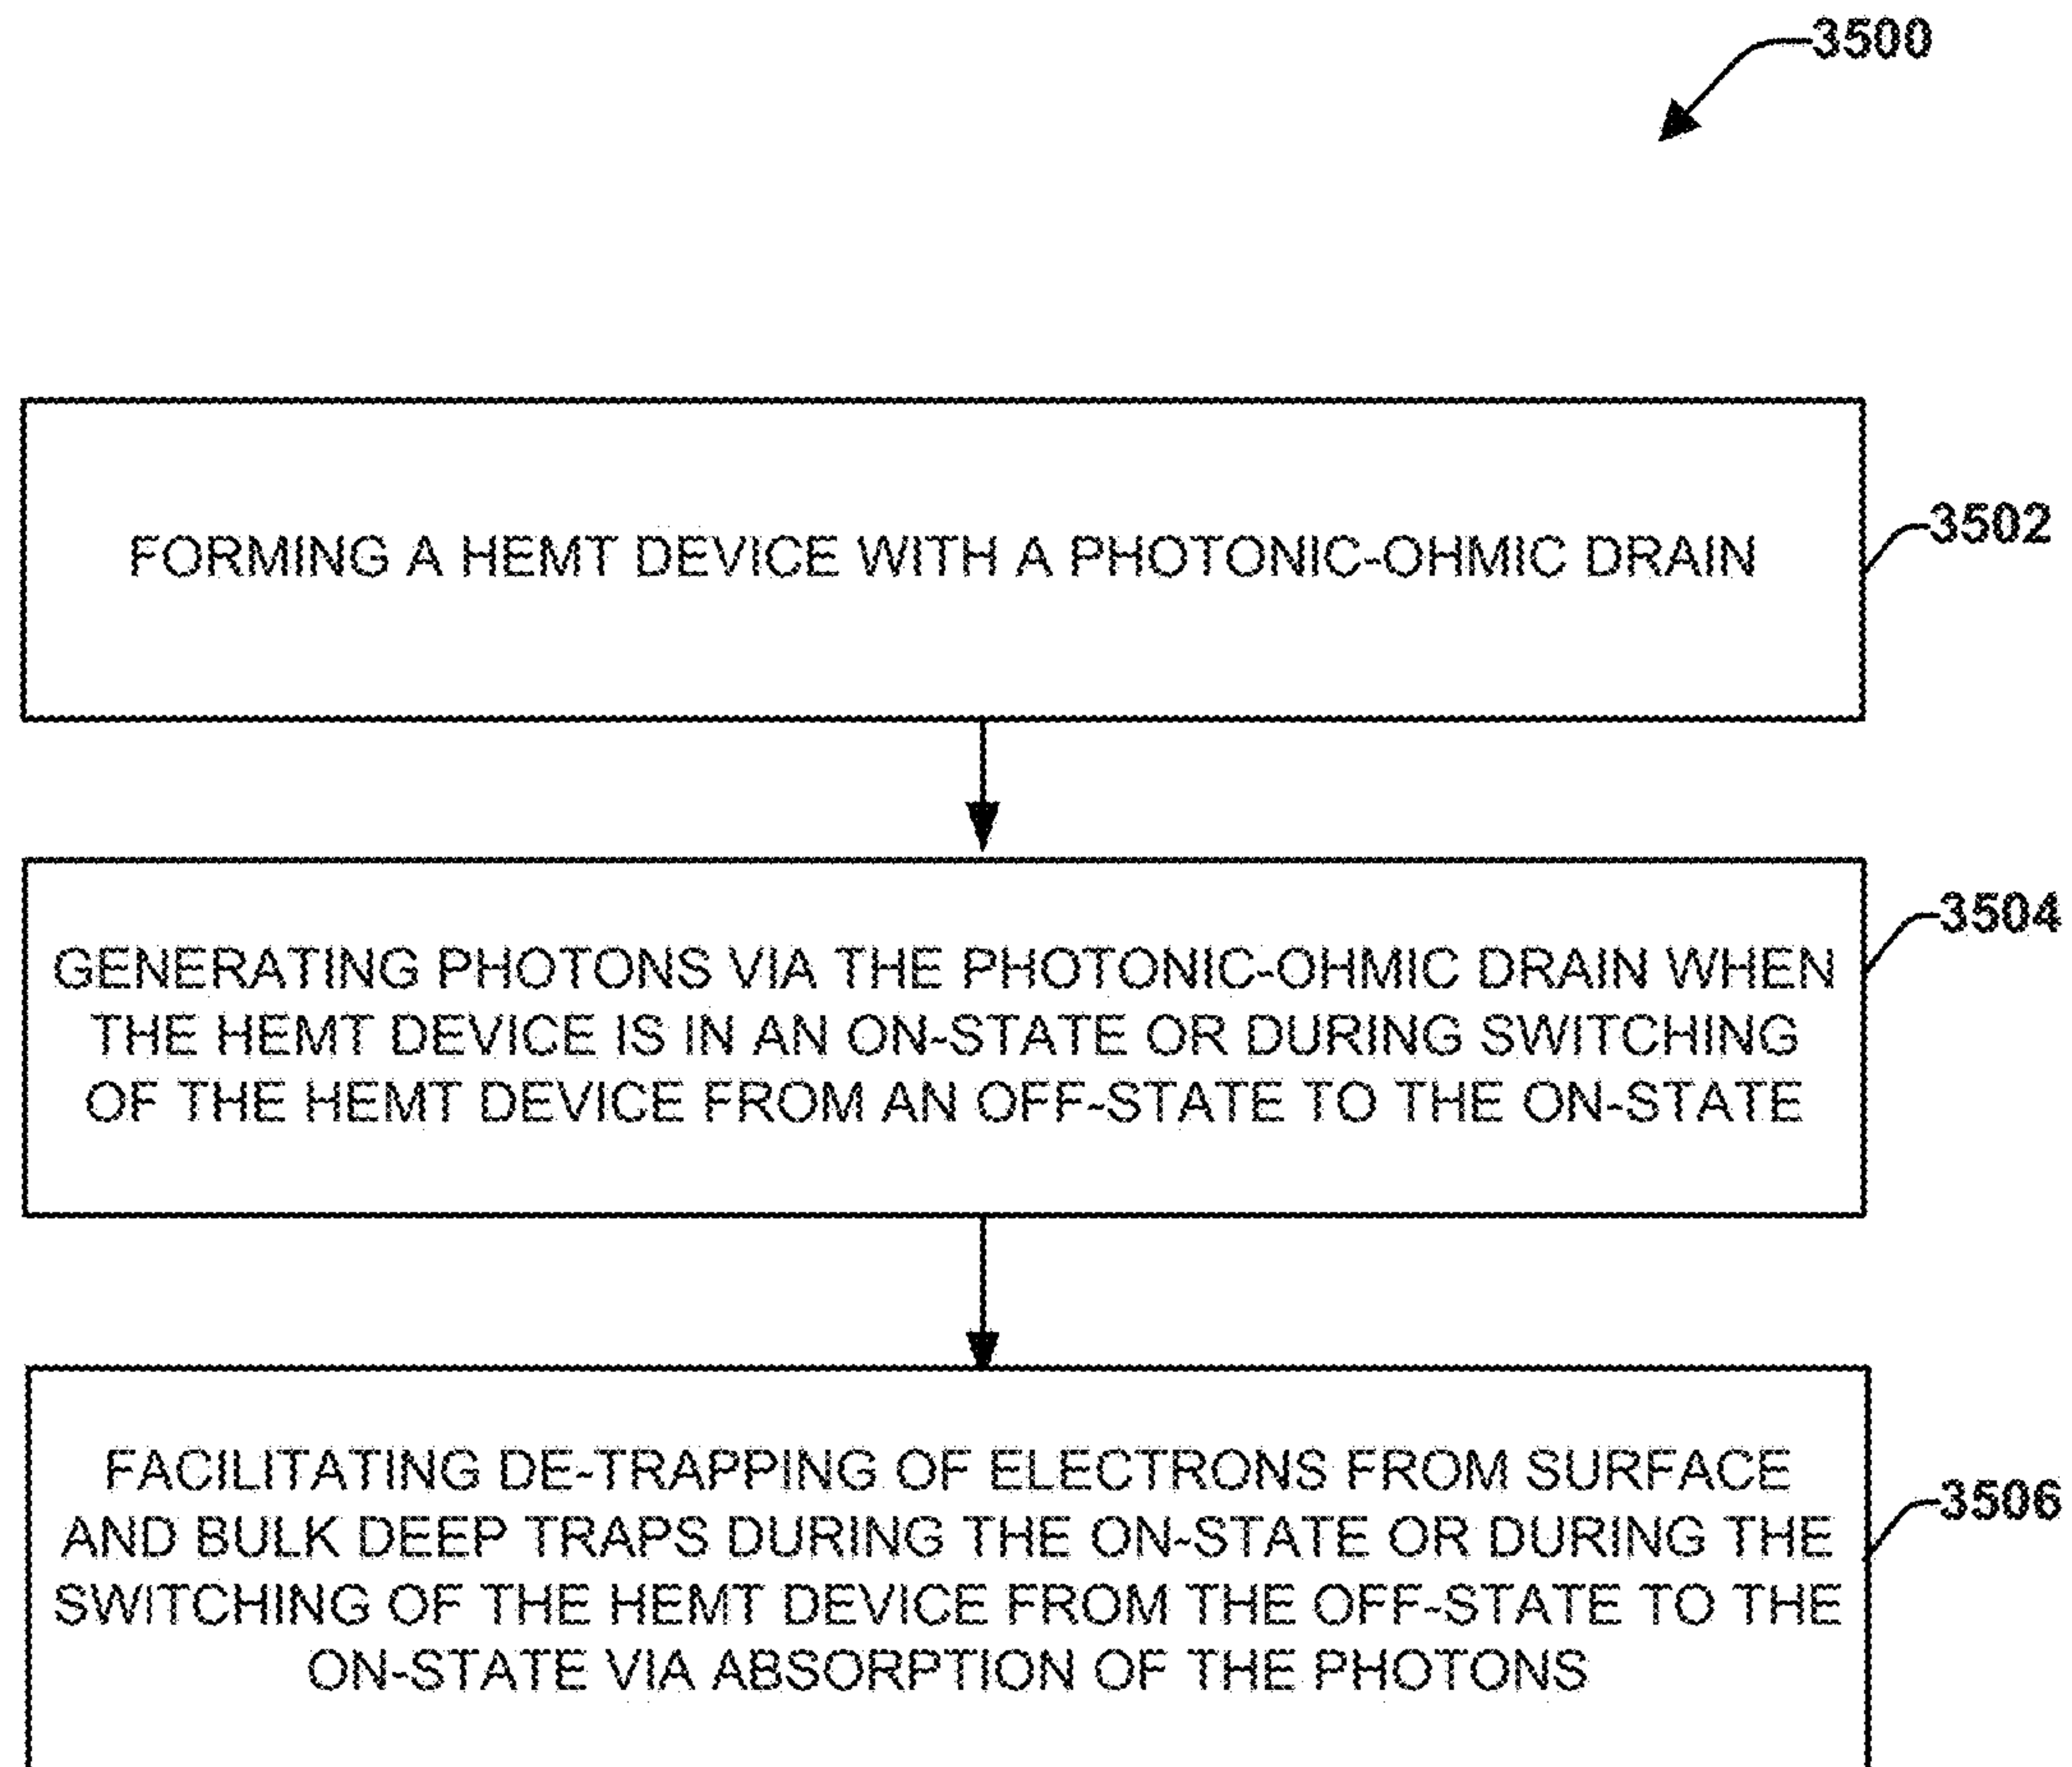 3500
FORMING A HEMT DEVICE WITH A PHOTONIC-OHMIC DRAIN
3502
GENERATING PHOTONS VIA THE PHOTONIC-OHMIC DRAIN WHEN
THE HEMT DEVICE IS IN AN ON-STATE OR DURING SWITCHING
OF THE HEMT DEVICE FROM AN OFF-STATE TO THE ON-STATE
3504
FACILITATING DE-TRAPPING OF ELECTRONS FROM SURFACE
AND BULK DEEP TRAPS DURING THE ON-STATE OR DURING THE
SWITCHING OF THE HEMT DEVICE FROM THE OFF-STATE TO THE
ON-STATE VIA ABSORPTION OF THE PHOTONS
3506